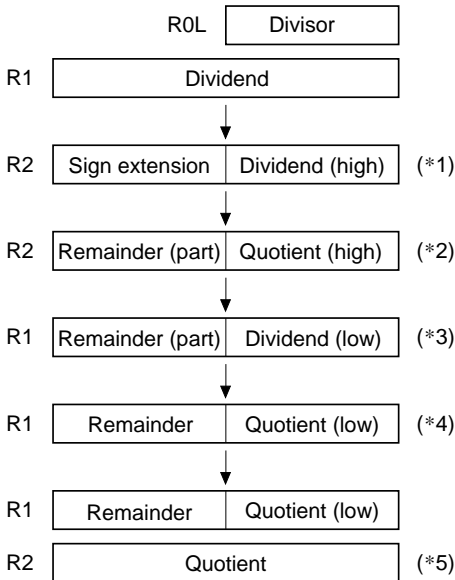 R0L Divisor
R1 Dividend
R2 Sign extension Dividend (high) (*1)
R2 Remainder (part) Quotient (high) (*2)
R1 Remainder (part) Dividend (low) (*3)
R1 Remainder Quotient (low) (*4)
R1 Remainder Quotient (low)
R2 Quotient (*5)